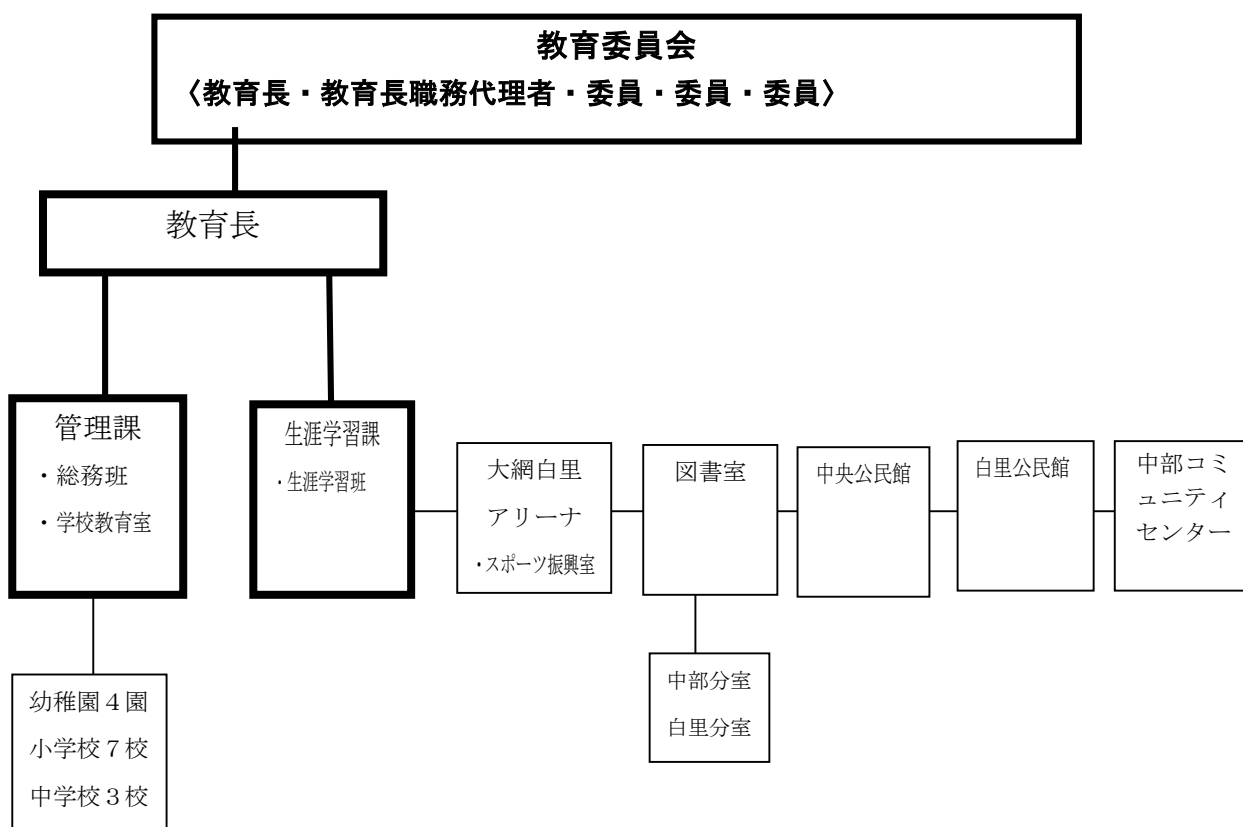 教育委員会
〈教育長・教育長職務代理者・委員・委員・委員〉
教育長
管理課
・総務班
・学校教育室
生涯学習課
・生涯学習班
大網白里
アリーナ
・スポーツ振興室
図書室
中央公民館
白里公民館
中部コミ
ュニティ
センター
幼稚園４園
小学校７校
中学校３校
中部分室
白里分室